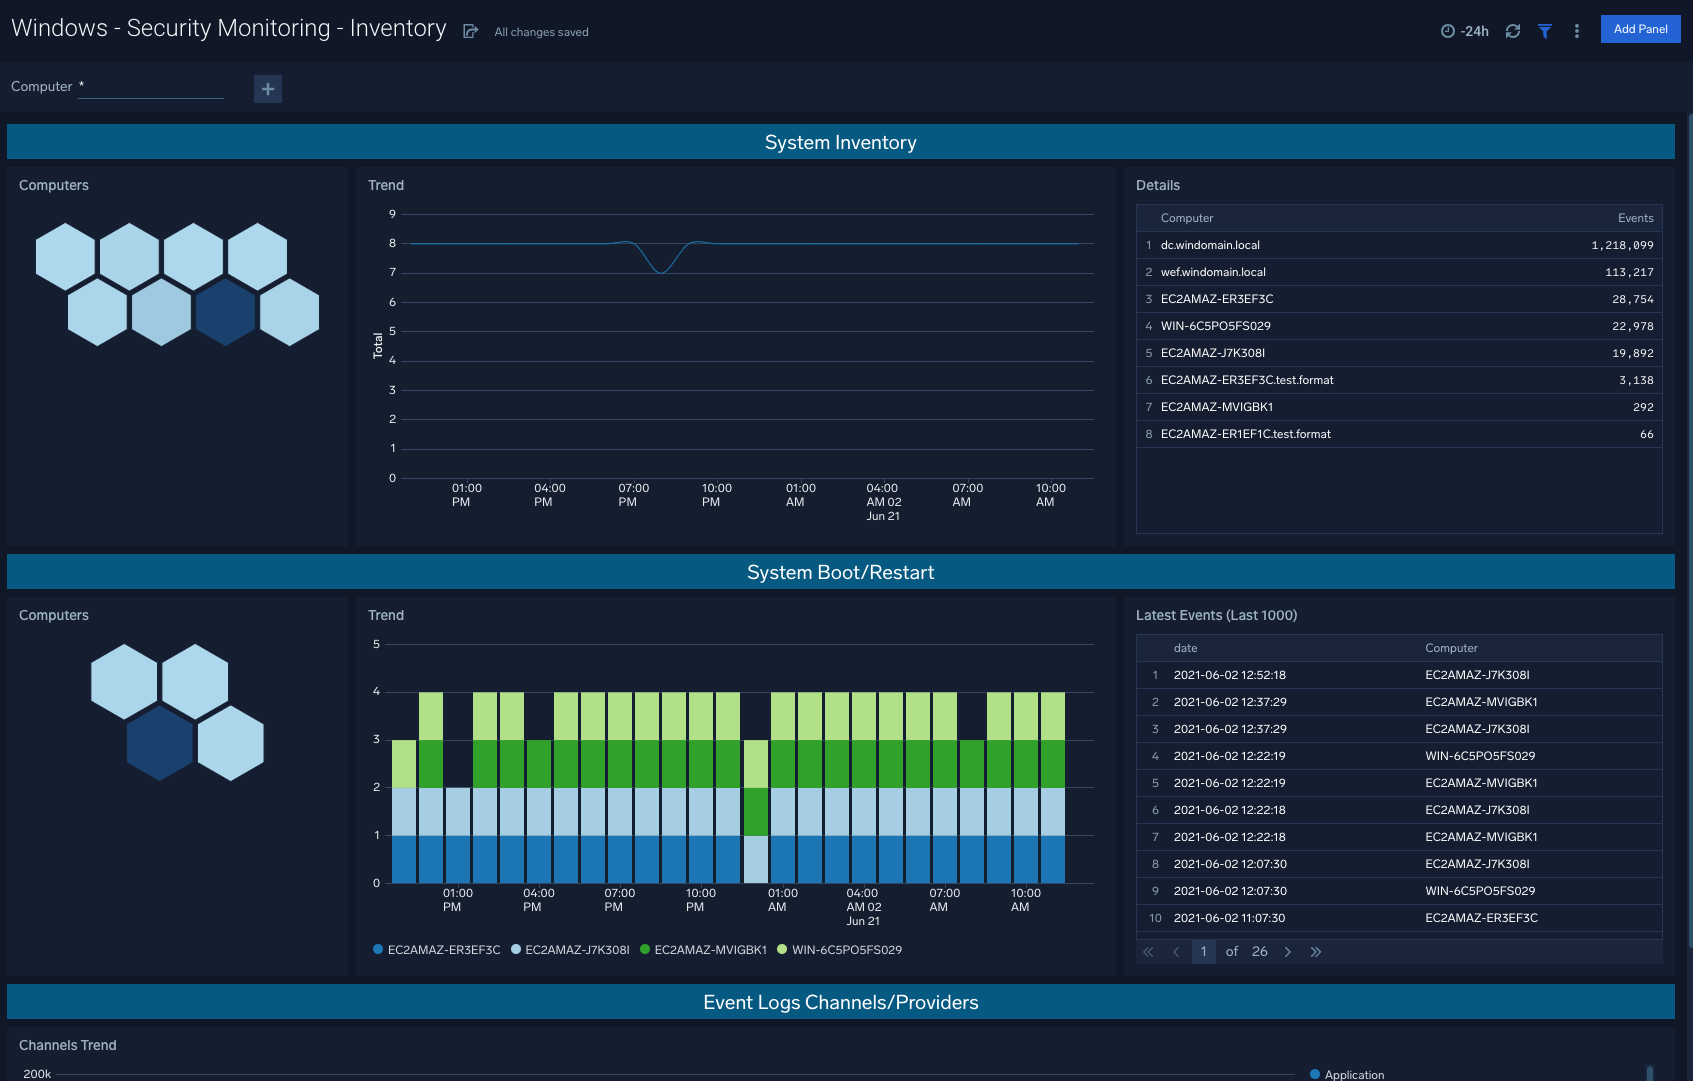 Windows - Security Monitoring - Inventory
All changes saved
-24h
Add Panel
Computer *
System Inventory
Computers
Trend
9
8
7
6
5
4
3
2
1
0
Total
01:00 PM
04:00 PM
07:00 PM
10:00 PM
01:00 AM
04:00 AM 02 Jun 21
07:00 AM
10:00 AM
Details
Computer Events
1 dc.windomain.local 1,218,099
2 wef.windomain.local 113,217
3 EC2AMAZ-ER3EF3C 28,754
4 WIN-6C5PO5FS029 22,978
5 EC2AMAZ-J7K308I 19,892
6 EC2AMAZ-ER3EF3C.test.format 3,138
7 EC2AMAZ-MVIGBK1 292
8 EC2AMAZ-ER1EF1C.test.format 66
System Boot/Restart
Computers
Trend
5
4
3
2
1
0
01:00 PM
04:00 PM
07:00 PM
10:00 PM
01:00 AM
04:00 AM 02 Jun 21
07:00 AM
10:00 AM
EC2AMAZ-ER3EF3C EC2AMAZ-J7K308I EC2AMAZ-MVIGBK1 WIN-6C5PO5FS029
Latest Events (Last 1000)
date Computer
1 2021-06-02 12:52:18 EC2AMAZ-J7K308I
2 2021-06-02 12:37:29 EC2AMAZ-MVIGBK1
3 2021-06-02 12:37:29 EC2AMAZ-J7K308I
4 2021-06-02 12:22:19 WIN-6C5PO5FS029
5 2021-06-02 12:22:19 EC2AMAZ-MVIGBK1
6 2021-06-02 12:22:18 EC2AMAZ-J7K308I
7 2021-06-02 12:22:18 EC2AMAZ-MVIGBK1
8 2021-06-02 12:07:30 EC2AMAZ-J7K308I
9 2021-06-02 12:07:30 WIN-6C5PO5FS029
10 2021-06-02 11:07:30 EC2AMAZ-ER3EF3C
1 of 26
Event Logs Channels/Providers
Channels Trend
200k
Application